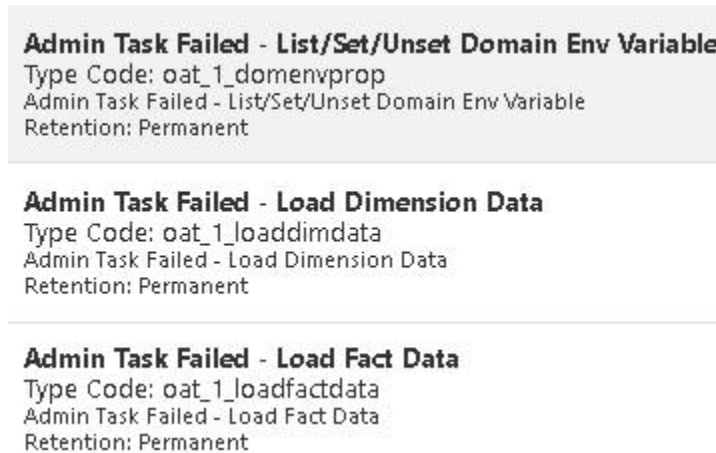 Admin Task Failed - List/Set/Unset Domain Env Variable
Type Code: oat_1_domenvprop
Admin Task Failed - List/Set/Unset Domain Env Variable
Retention: Permanent
Admin Task Failed - Load Dimension Data
Type Code: oat_1_loaddimdata
Admin Task Failed - Load Dimension Data
Retention: Permanent
Admin Task Failed - Load Fact Data
Type Code: oat_1_loadfactdata
Admin Task Failed - Load Fact Data
Retention: Permanent